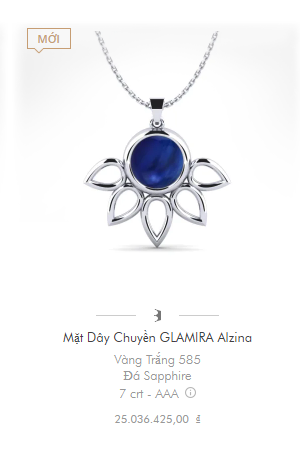 MỚI
Mặt Dây Chuyền GLAMIRA Alzina
Vàng Trắng 585
Đá Sapphire
7 crt - AAA
25.036.425,00 ₫